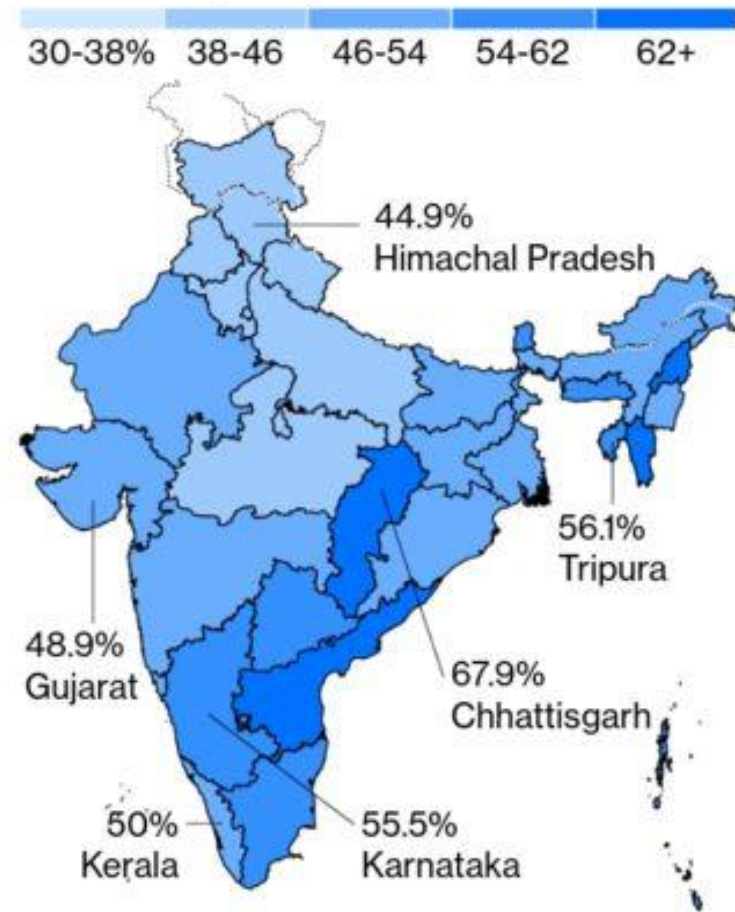 30-38% 38-46 46-54 54-62 62+
44.9%
Himachal Pradesh
56.1%
Tripura
48.9%
Gujarat
67.9%
Chhattisgarh
50%
Kerala
55.5%
Karnataka